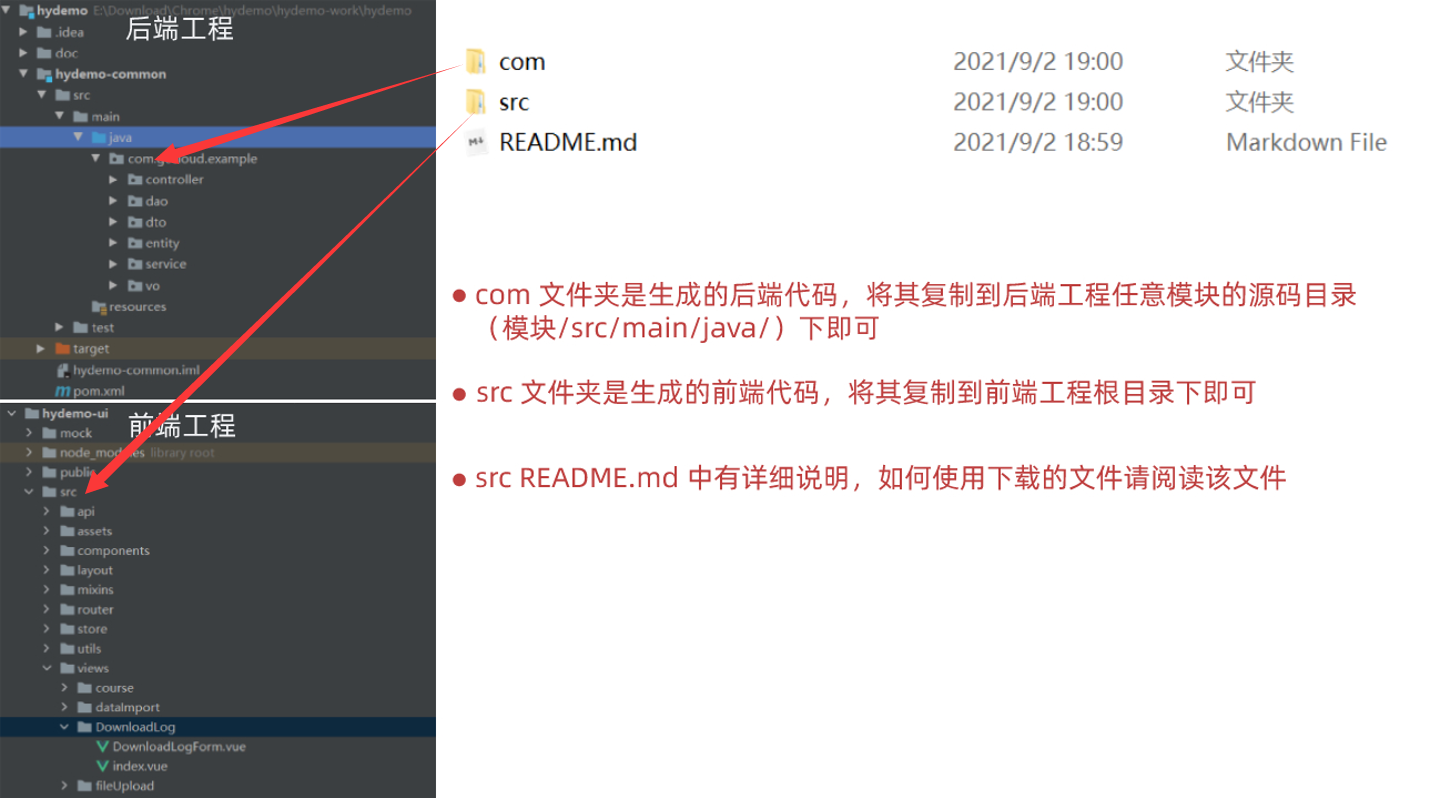 hydemo E:\Download\Chrome\hydemo\hydemo-work\hydemo
后端工程
.idea
doc
hydemo-common
src
main
java
controller
dao
dto
entity
service
vo
resources
test
target
hydemo-common.iml
pom.xml
hydemo-ui
前端工程
mock
node_modules library root
public
src
api
assets
components
layout
mixins
router
store
utils
views
course
dataImport
DownloadLog
DownloadLogForm.vue
index.vue
fileUpload
com 2021/9/2 19:00 文件夹
src 2021/9/2 19:00 文件夹
README.md 2021/9/2 18:59 Markdown File
● com 文件夹是生成的后端代码，将其复制到后端工程任意模块的源码目录
（模块/src/main/java/）下即可
● src 文件夹是生成的前端代码，将其复制到前端工程根目录下即可
● src README.md 中有详细说明，如何使用下载的文件请阅读该文件